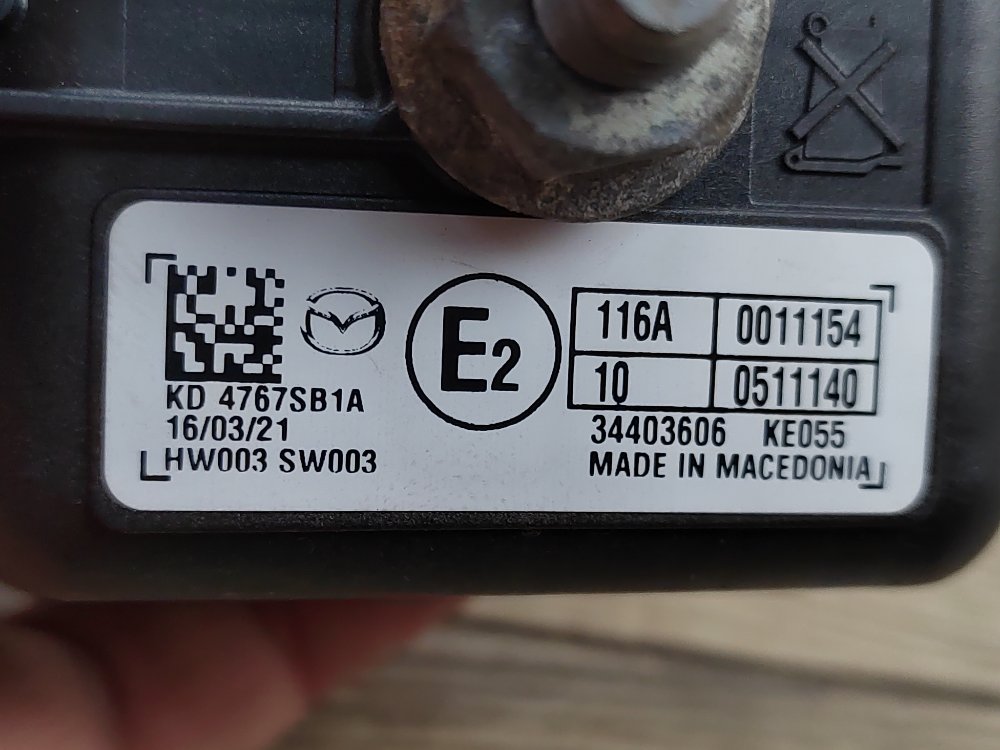 E2
116A 0011154
10 0511140
KD 4767SB1A
16/03/21
HW003 SW003
34403606 KE055
MADE IN MACEDONIA